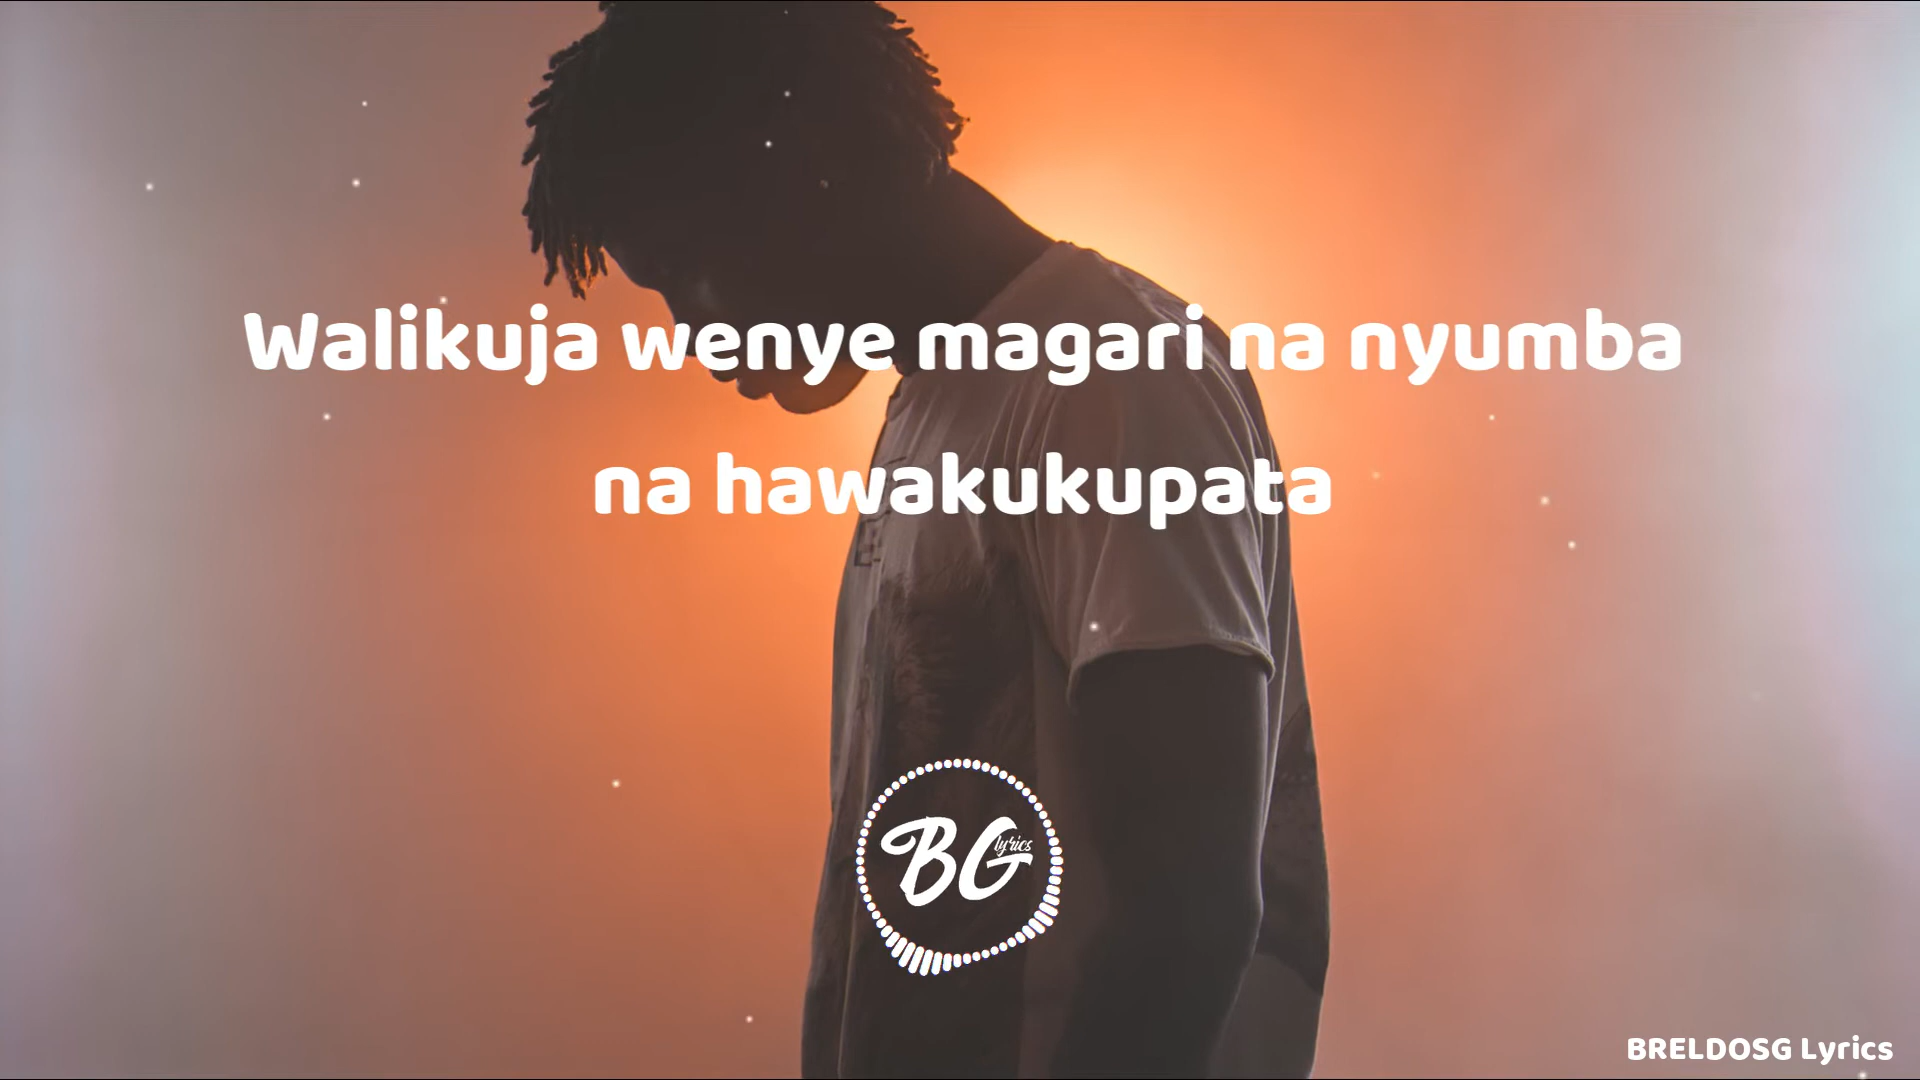 Walikuja wenye magari na nyumba
na hawakukupata
BG
lyrics
BRELDOSG Lyrics